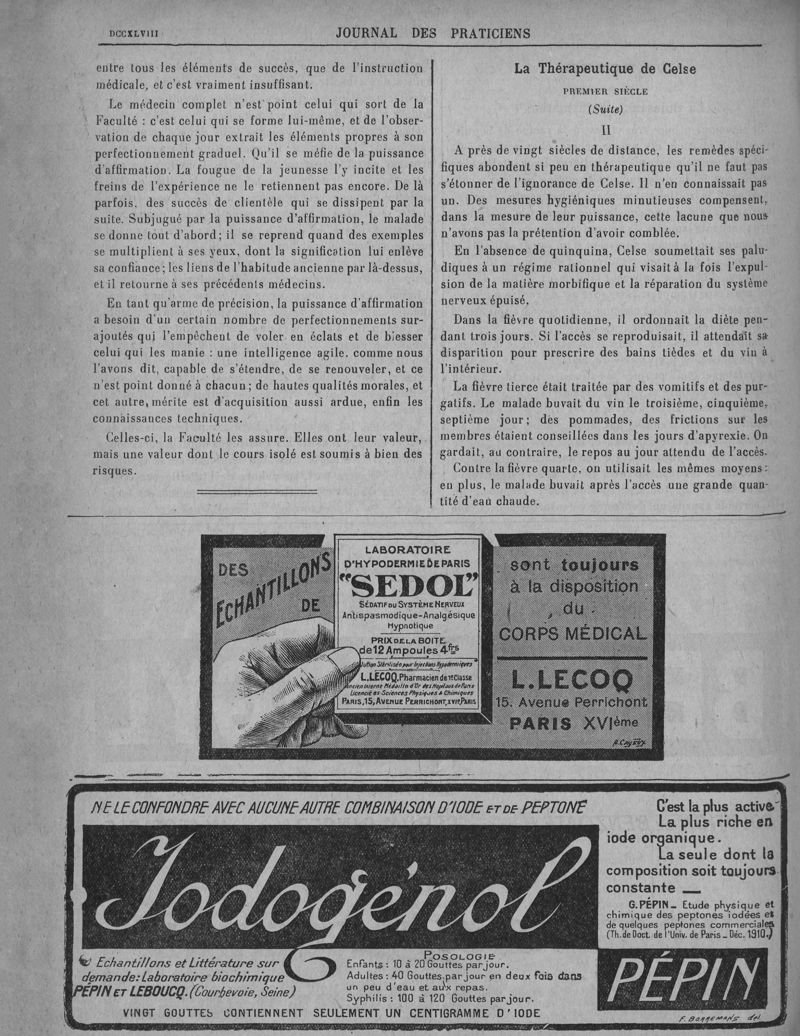 DCCXLVIII
JOURNAL DES PRATICIENS
entre tous les éléments de succès, que de l'instruction
médicale, et c'est vraiment insuffisant.
Le médecin complet n'est point celui qui sort de la
Faculté : c'est celui qui se forme lui-même, et de l'obser-
vation de chaque jour extrait les éléments propres à son
perfectionnement graduel. Qu'il se méfie de la puissance
d'affirmation. La fougue de la jeunesse l'y incite et les
freins de l'expérience ne le retiennent pas encore. De là
parfois, des succès de clientèle qui se dissipent par la
suite. Subjugué par la puissance d'affirmation, le malade
se donne tout d'abord ; il se reprend quand des exemples
se multiplient à ses yeux, dont la signification lui enlève
sa confiance ; les liens de l'habitude ancienne par là-dessus,
et il retourne à ses précédents médecins.
En tant qu'arme de précision, la puissance d'affirmation
a besoin d'un certain nombre de perfectionnements sur-
ajoutés qui l'empêchent de voler en éclats et de blesser
celui qui les manie : une intelligence agile, comme nous
l'avons dit, capable de s'étendre, de se renouveler, et ce
n'est point donné à chacun ; de hautes qualités morales, et
cet autre, mérite est d'acquisition aussi ardue, enfin les
connaissances techniques.
Celles-ci, la Faculté les assure. Elles ont leur valeur,
mais une valeur dont le cours isolé est soumis à bien des
risques.
La Thérapeutique de Celse
PREMIER SIÈCLE
(Suite)
II
A près de vingt siècles de distance, les remèdes spéci-
fiques abondent si peu en thérapeutique qu'il ne faut pas
s'étonner de l'ignorance de Celse. Il n'en connaissait pas
un. Des mesures hygiéniques minutieuses compensent,
dans la mesure de leur puissance, cette lacune que nous
n'avons pas la prétention d'avoir comblée.
En l'absence de quinquina, Celse soumettait ses palu-
diques à un régime rationnel qui visait à la fois l'expul-
sion de la matière morbifique et la réparation du système
nerveux épuisé.
Dans la fièvre quotidienne, il ordonnait la diète pen-
dant trois jours. Si l'accès se reproduisait, il attendait sa
disparition pour prescrire des bains tièdes et du vin à
l'intérieur.
La fièvre tierce était traitée par des vomitifs et des pur-
gatifs. Le malade buvait du vin le troisième, cinquième,
septième jour ; des pommades, des frictions sur les
membres étaient conseillées dans les jours d'apyrexie. On
gardait, au contraire, le repos au jour attendu de l'accès.
Contre la fièvre quarte, on utilisait les mêmes moyens :
en plus, le malade buvait après l'accès une grande quan-
tité d'eau chaude.
DES
ECHANTILLONS
DE
LABORATOIRE
D'HYPODERMIE DE PARIS
"SEDOL"
SÉDATIF DU SYSTÈME NERVEUX
Antispasmodique-Analgésique
Hypnotique
PRIX DE LA BOITE
de 12 Ampoules 4frs
Stérilisée pour Injections Hypodermiques
L. LECOQ, Pharmacien de 1e Classe
Ancien Interne Médaille d'Or des Hôpitaux de Paris
Licencié ès-Sciences Physiques & Chimiques
PARIS, 15, AVENUE PERRICHONT, XVIe, PARIS
sont toujours
à la disposition
du
CORPS MÉDICAL
L. LECOQ
15. Avenue Perrichont
PARIS XVIème
NE LE CONFONDRE AVEC AUCUNE AUTRE COMBINAISON D'IODE ET DE PEPTONE
Iodogénol
C'est la plus active
La plus riche en
iode organique.
La seule dont la
composition soit toujours
constante —
G. PÉPIN — Etude physique et
chimique des peptones iodées et
de quelques peptones commerciales
(Th. de Doct. de l'Univ. de Paris — Déc. 1910.)
Echantillons et Littérature sur
demande: Laboratoire biochimique
PÉPIN ET LEBOUCQ. (Courbevoie, Seine)
POSOLOGIE
Enfants : 10 à 20 Gouttes par jour.
Adultes : 40 Gouttes par jour en deux fois dans
un peu d'eau et aux repas.
Syphilis : 100 à 120 Gouttes par jour.
VINGT GOUTTES CONTIENNENT SEULEMENT UN CENTIGRAMME D'IODE
PÉPIN